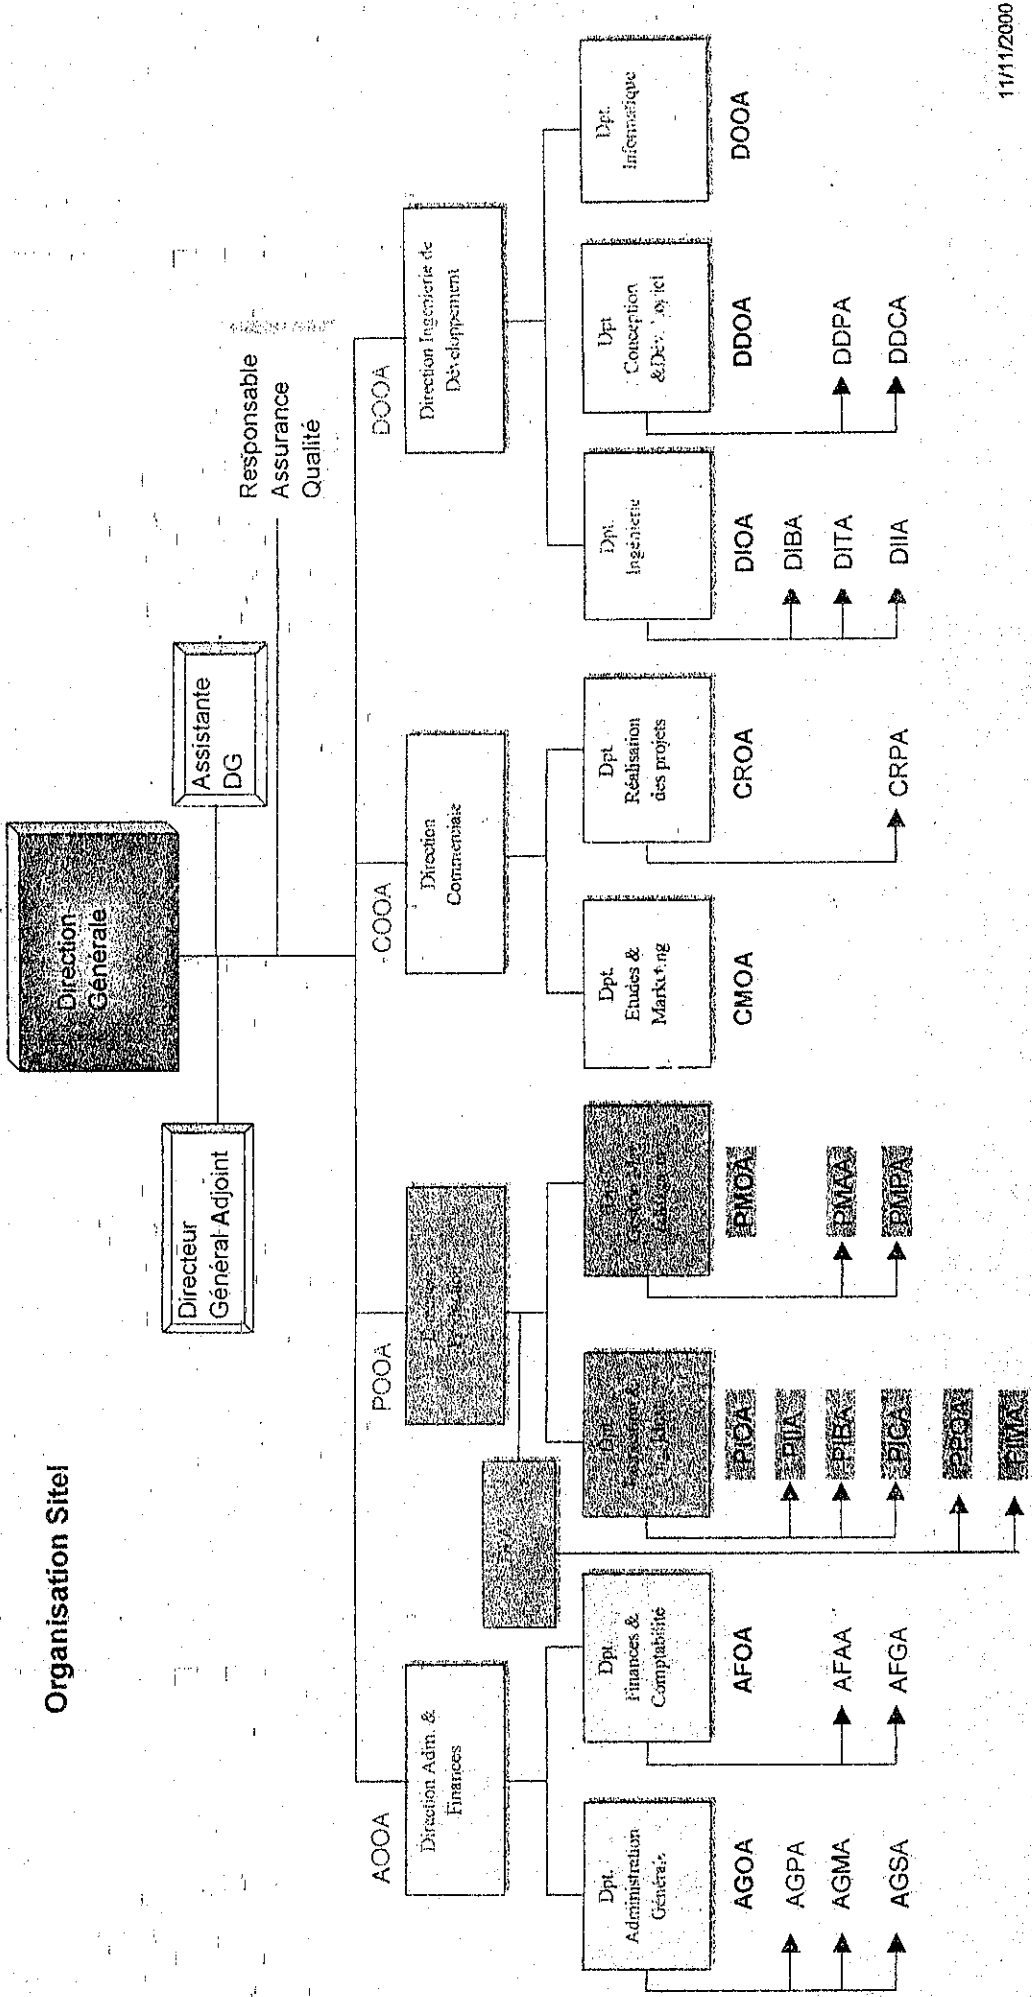 Organisation Sitel
Direction
Générale
Directeur
Général Adjoint
Assistante
DG
Responsable
Assurance
Qualité
AOOA
POOA
COOA
DOOA
Direction Adm. &
Finances
Direction
Commerciale
Direction Ingénierie de
Développement
Dpt.
Administration
Générale
Dpt.
Finances &
Comptabilité
Dpt.
Dpt.
Etudes &
Marketing
Dpt.
Réalisation
des projets
Dpt.
Ingénierie
Dpt
Conception
Dpt.
Informatique
AGOA
AFOA
PIOA
PMOA
CMOA
CROA
DIOA
DDOA
DOOA
AGPA
AGMA
AGSA
AFAA
AFGA
PIIA
PIBA
PICA
PMAA
PMPA
CRPA
DIBA
DITA
DIIA
DDPA
DDCA
11/11/2000